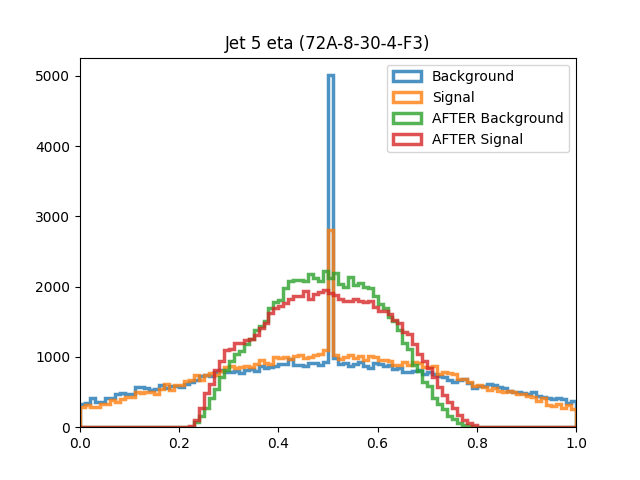 Jet 5 eta (72A-8-30-4-F3)
Background
Signal
AFTER Background
AFTER Signal
5000
4000
3000
2000
1000
0
0.0 0.2 0.4 0.6 0.8 1.0